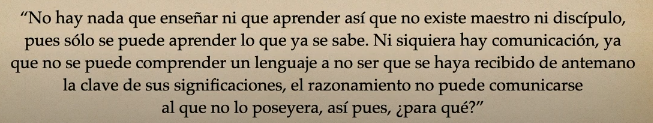 “No hay nada que enseñar ni que aprender así que no existe maestro ni discípulo,
pues sólo se puede aprender lo que ya se sabe. Ni siquiera hay comunicación, ya
que no se puede comprender un lenguaje a no ser que se haya recibido de antemano
la clave de sus significaciones, el razonamiento no puede comunicarse
al que no lo poseyera, así pues, ¿para qué?”